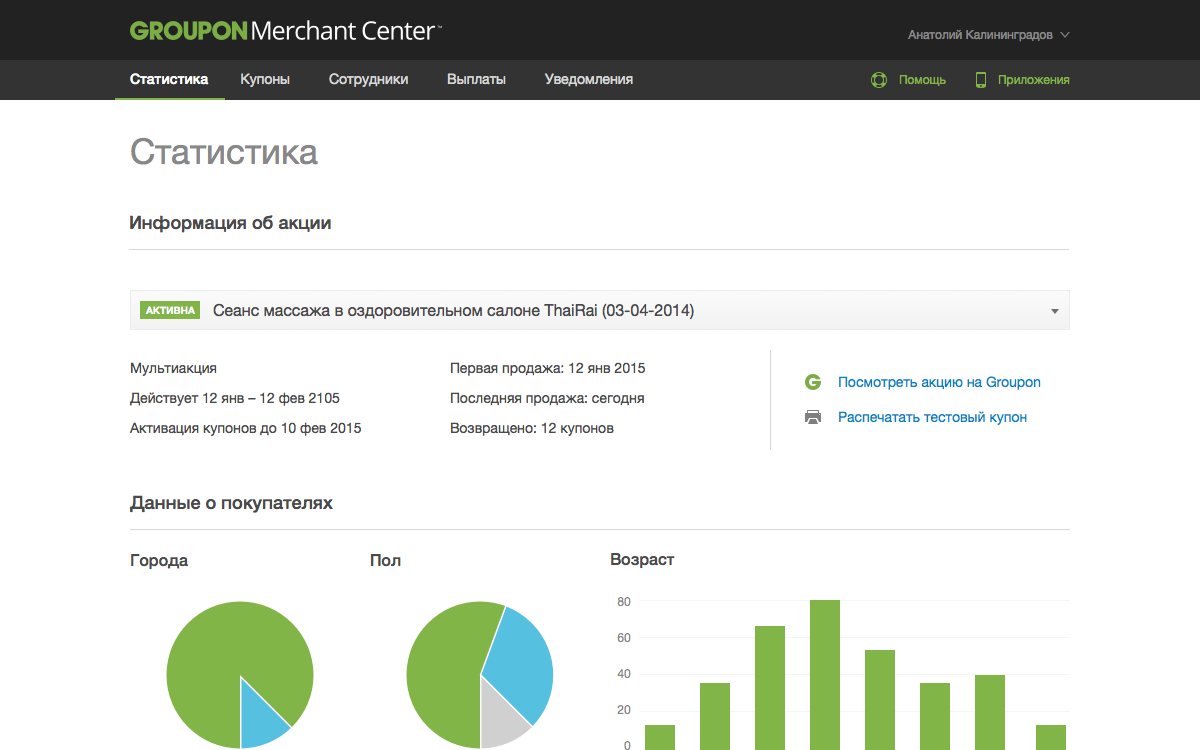 GROUPON Merchant Center™
Анатолий Калининградов
Статистика Купоны Сотрудники Выплаты Уведомления Помощь Приложения
Статистика
Информация об акции
АКТИВНА Сеанс массажа в оздоровительном салоне ThaiRai (03-04-2014)
Мультиакция
Действует 12 янв – 12 фев 2105
Активация купонов до 10 фев 2015
Первая продажа: 12 янв 2015
Последняя продажа: сегодня
Возвращено: 12 купонов
Посмотреть акцию на Groupon
Распечатать тестовый купон
Данные о покупателях
Города
Пол
Возраст
80
60
40
20
0